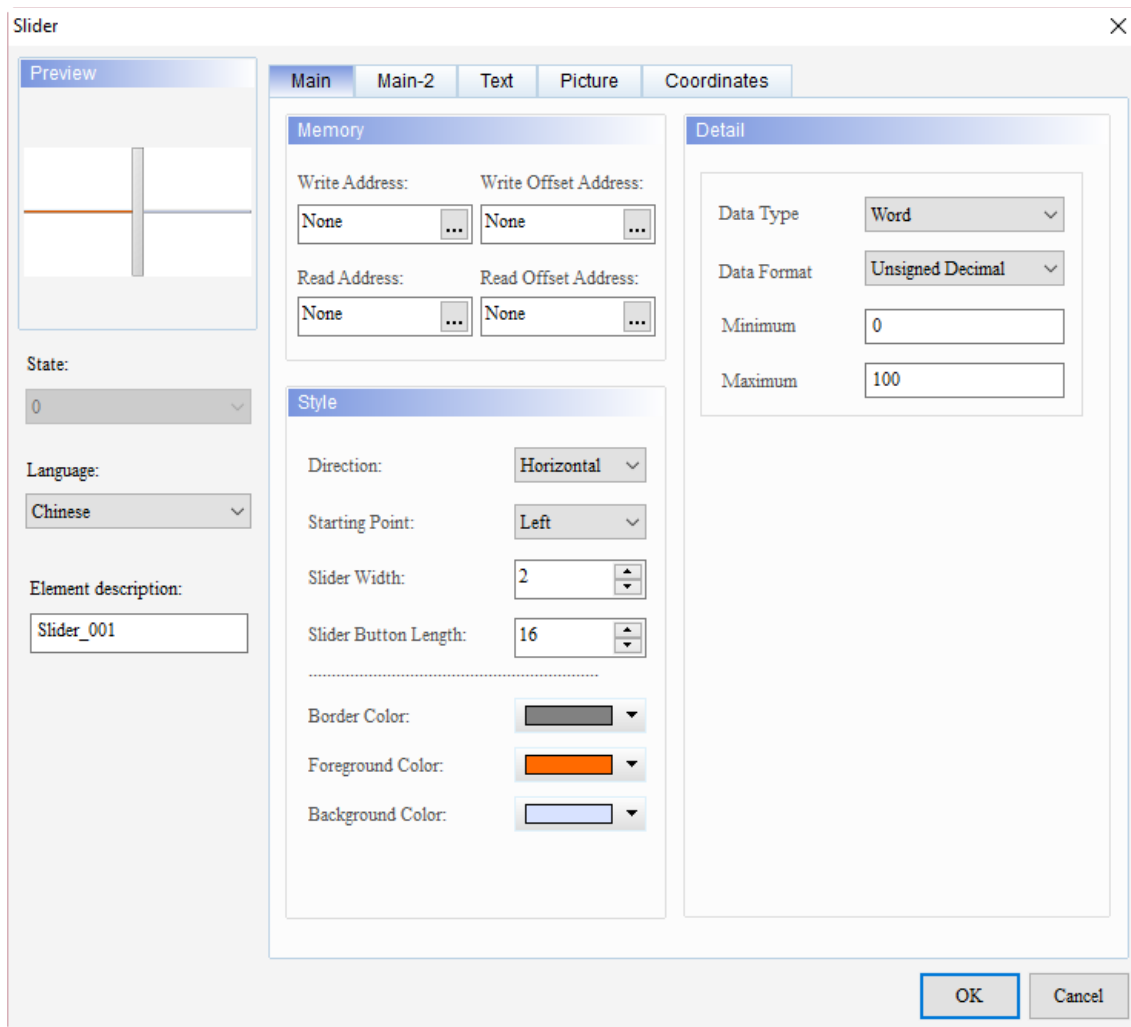 Slider
Preview
Main Main-2 Text Picture Coordinates
Memory
Write Address: Write Offset Address:
None ... None ...
Read Address: Read Offset Address:
None ... None ...
Detail
Data Type Word
Data Format Unsigned Decimal
Minimum 0
Maximum 100
State:
0
Language:
Chinese
Element description:
Slider_001
Style
Direction: Horizontal
Starting Point: Left
Slider Width: 2
Slider Button Length: 16
Border Color:
Foreground Color:
Background Color:
OK Cancel